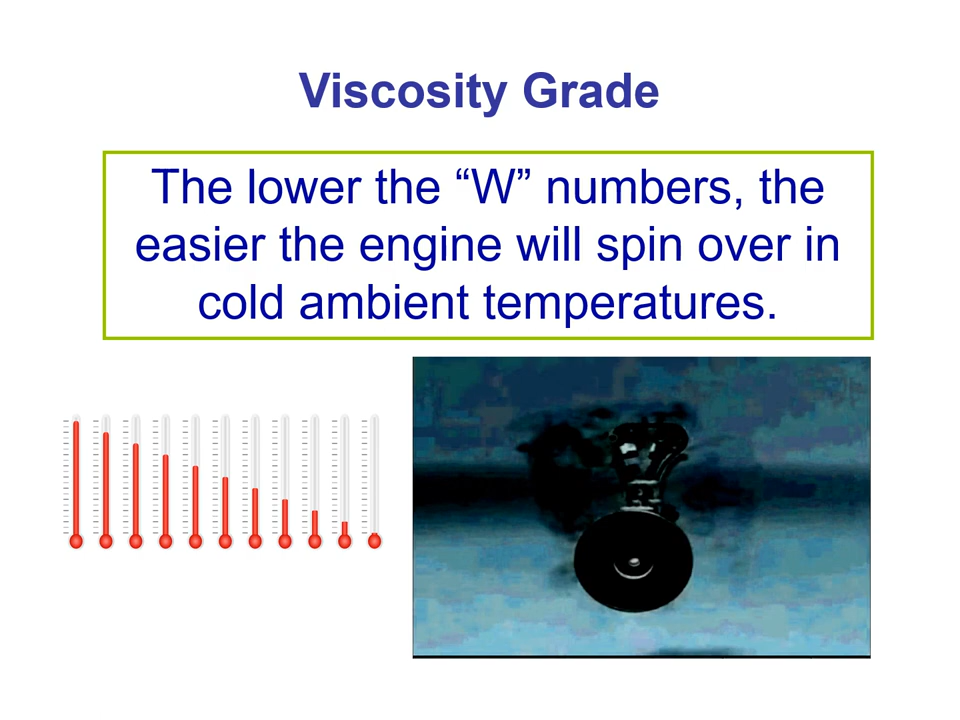 Viscosity Grade
The lower the “W” numbers, the
easier the engine will spin over in
cold ambient temperatures.